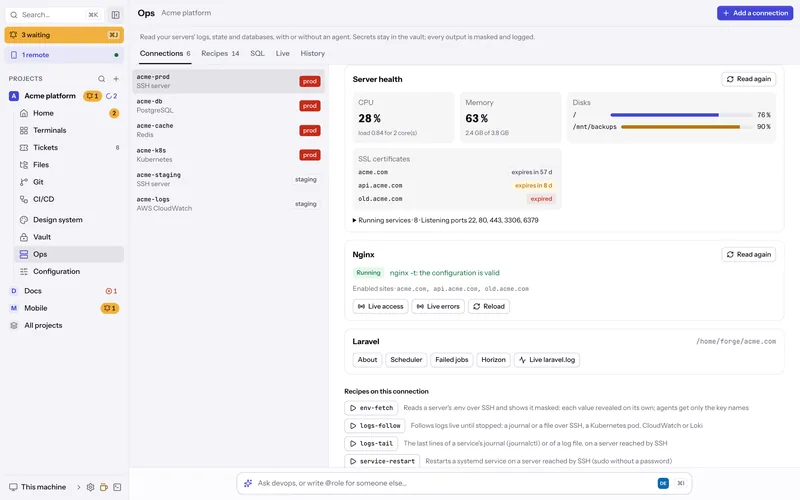 Search... ⌘K
3 waiting ⌘J
1 remote
PROJECTS
A Acme platform 1 2
Home 2
Terminals
Tickets 8
Files
Git
CI/CD
Design system
Vault
Ops
Configuration
D Docs 1
M Mobile 1
All projects
This machine
Ops Acme platform
Add a connection
Read your servers' logs, state and databases, with or without an agent. Secrets stay in the vault; every output is masked and logged.
Connections 6 Recipes 14 SQL Live History
acme-prod
SSH server
prod
acme-db
PostgreSQL
prod
acme-cache
Redis
prod
acme-k8s
Kubernetes
prod
acme-staging
SSH server
staging
acme-logs
AWS CloudWatch
staging
Server health Read again
CPU
28 %
load 0.84 for 2 core(s)
Memory
63 %
2.4 GB of 3.8 GB
Disks
/ 76 %
/mnt/backups 90 %
SSL certificates
acme.com expires in 57 d
api.acme.com expires in 8 d
old.acme.com expired
Running services · 8 · Listening ports 22, 80, 443, 3306, 6379
Nginx Read again
Running nginx -t: the configuration is valid
Enabled sites · acme.com, api.acme.com, old.acme.com
Live access Live errors Reload
Laravel /home/forge/acme.com
About Scheduler Failed jobs Horizon Live laravel.log
Recipes on this connection
env-fetch Reads a server's .env over SSH and shows it masked: each value revealed on its own; agents get only the key names
logs-follow Follows logs live until stopped: a journal or a file over SSH, a Kubernetes pod. CloudWatch or Loki
logs-tail The last lines of a service's journal (journalctl) or of a log file, on a server reached by SSH
service-restart Restarts a systemd service on a server reached by SSH (sudo without a password)
Ask devops, or write @role for someone else... DE ⌘I